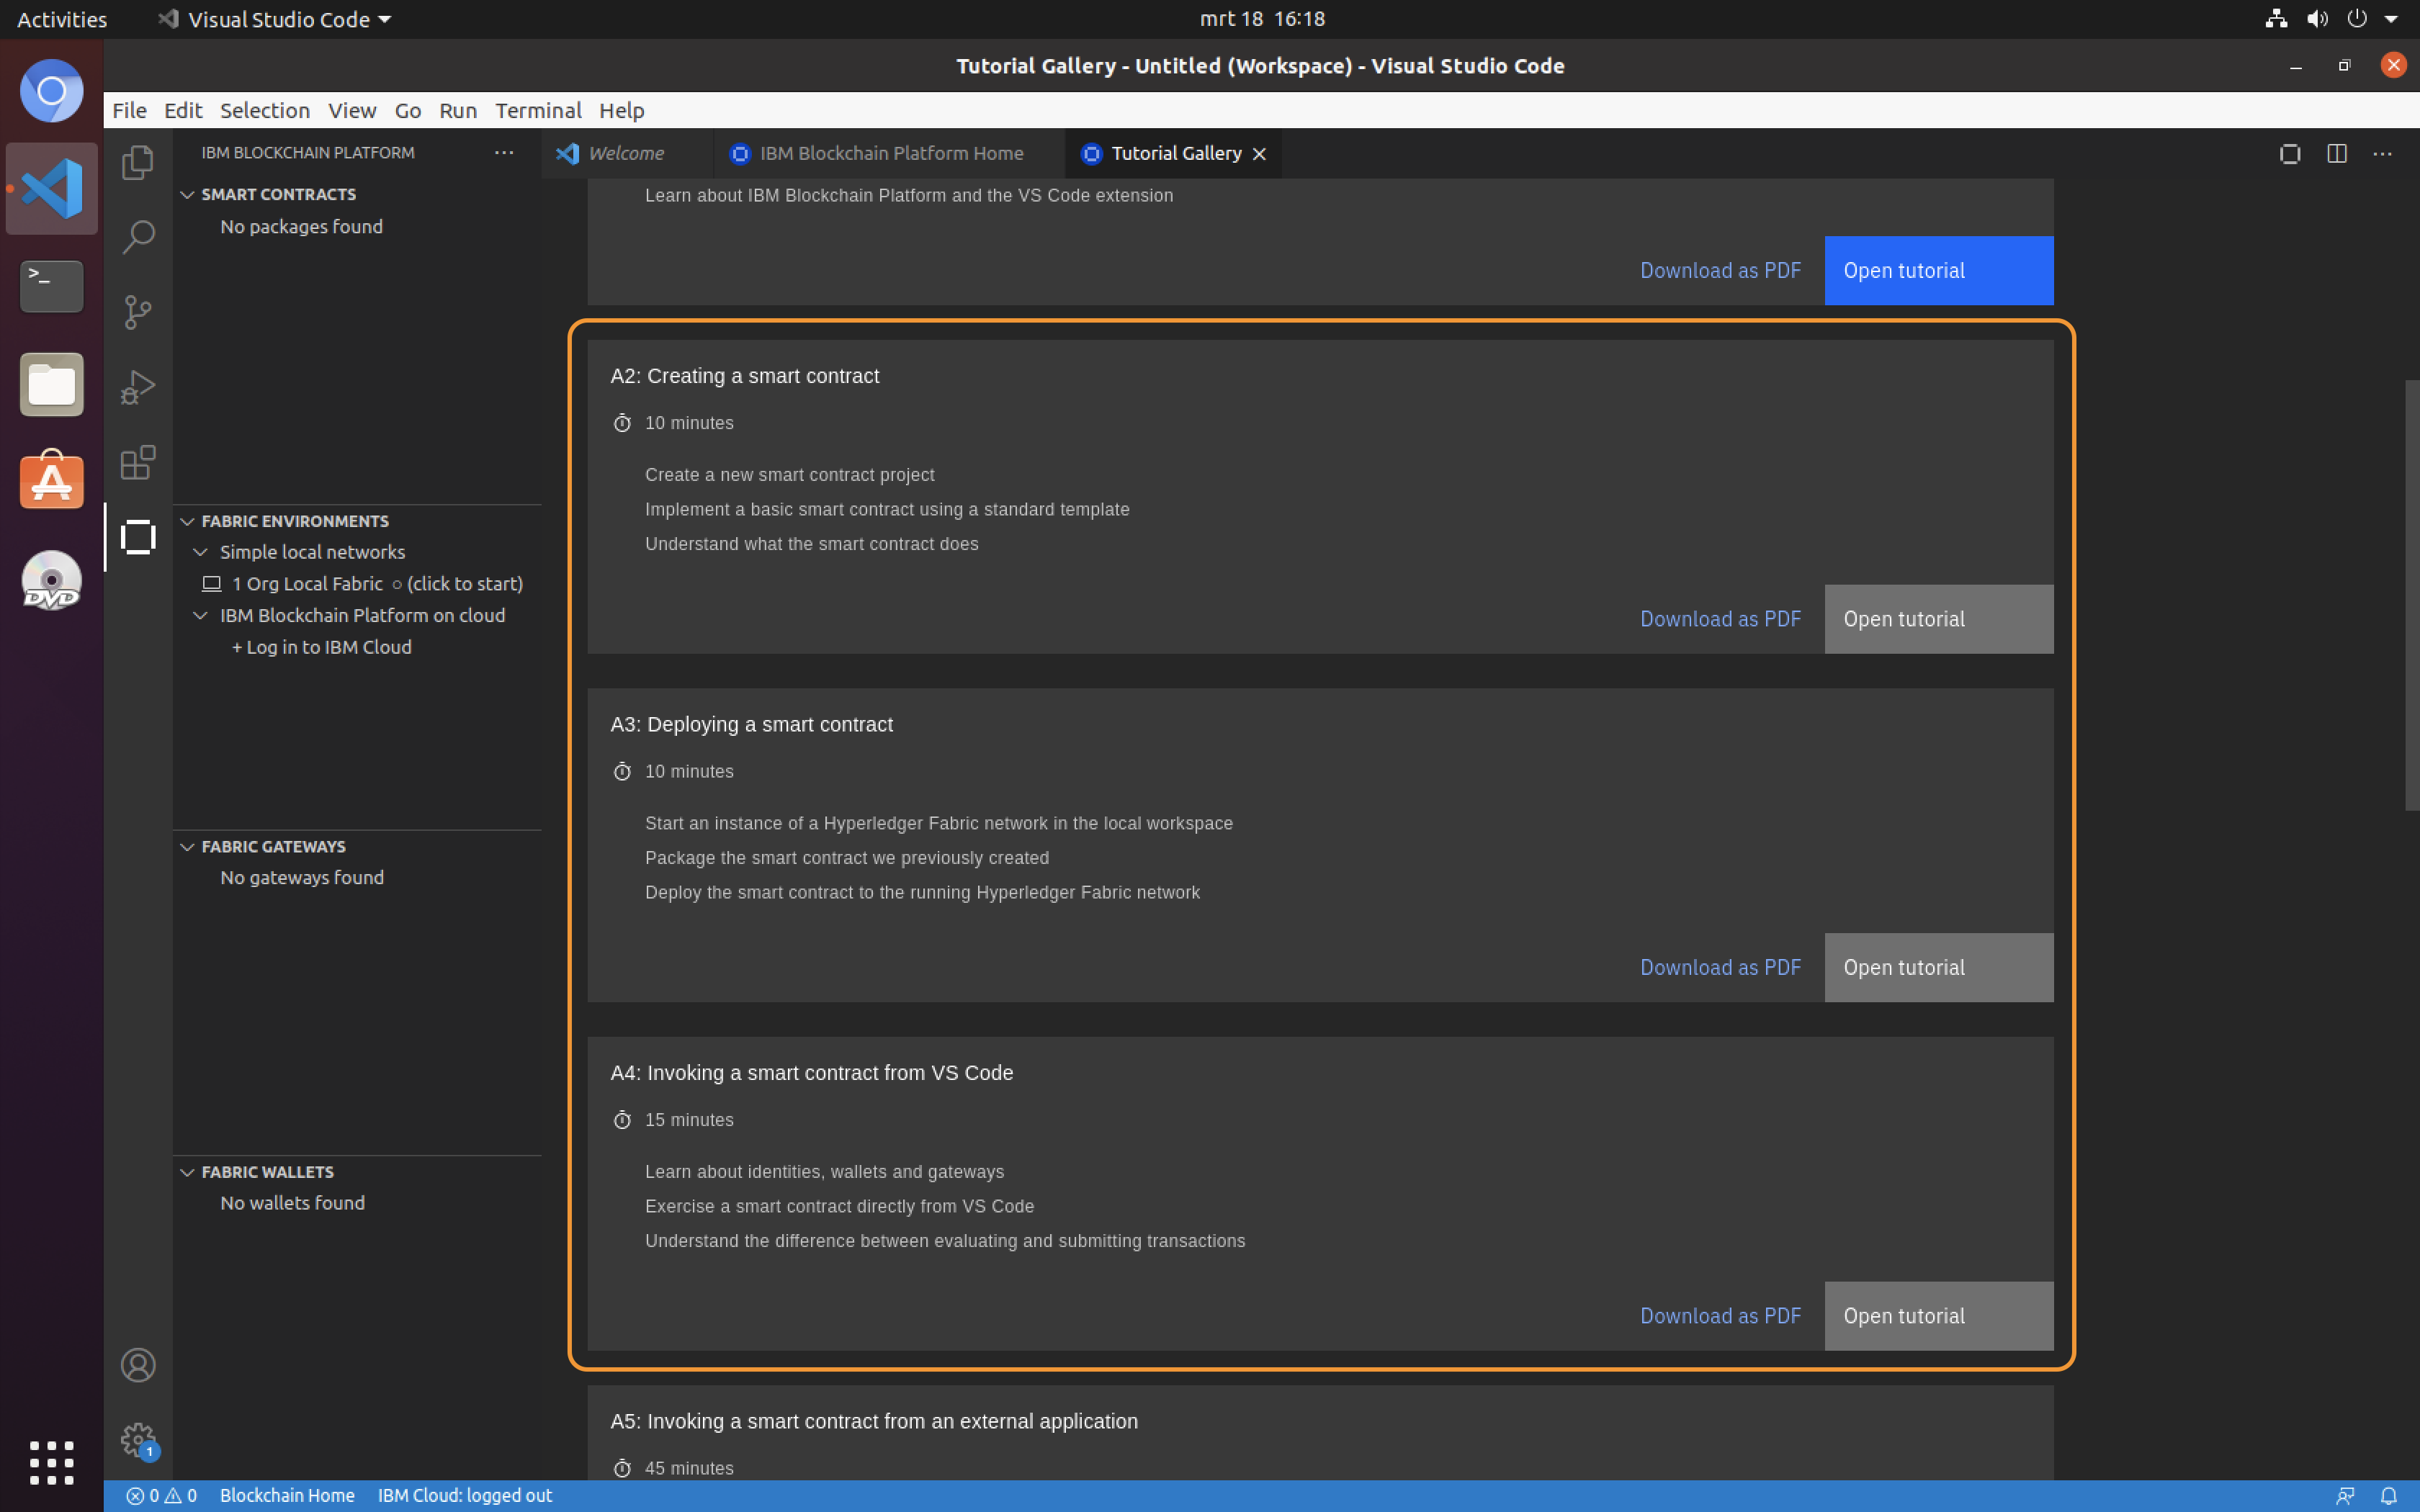 Activities
Visual Studio Code
mrt 18 16:18
Tutorial Gallery - Untitled (Workspace) - Visual Studio Code
File Edit Selection View Go Run Terminal Help
IBM BLOCKCHAIN PLATFORM
Welcome
IBM Blockchain Platform Home
Tutorial Gallery
SMART CONTRACTS
No packages found
FABRIC ENVIRONMENTS
Simple local networks
1 Org Local Fabric ○ (click to start)
IBM Blockchain Platform on cloud
+ Log in to IBM Cloud
FABRIC GATEWAYS
No gateways found
FABRIC WALLETS
No wallets found
Learn about IBM Blockchain Platform and the VS Code extension
Download as PDF
Open tutorial
A2: Creating a smart contract
10 minutes
Create a new smart contract project
Implement a basic smart contract using a standard template
Understand what the smart contract does
Download as PDF
Open tutorial
A3: Deploying a smart contract
10 minutes
Start an instance of a Hyperledger Fabric network in the local workspace
Package the smart contract we previously created
Deploy the smart contract to the running Hyperledger Fabric network
Download as PDF
Open tutorial
A4: Invoking a smart contract from VS Code
15 minutes
Learn about identities, wallets and gateways
Exercise a smart contract directly from VS Code
Understand the difference between evaluating and submitting transactions
Download as PDF
Open tutorial
A5: Invoking a smart contract from an external application
45 minutes
>_
A
DVD
1
0 0 Blockchain Home IBM Cloud: logged out